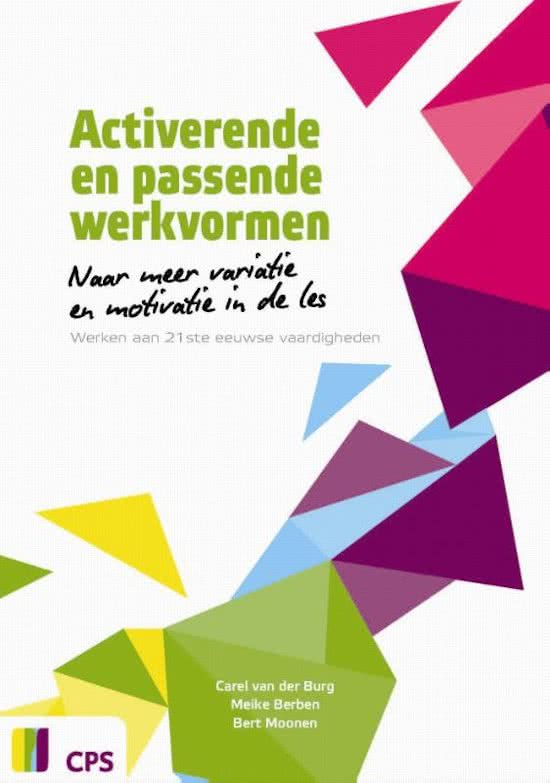 Activerende
en passende
werkvormen
Naar meer variatie
en motivatie in de les
Werken aan 21ste eeuwse vaardigheden
Carel van der Burg
Meike Berben
Bert Moonen
CPS